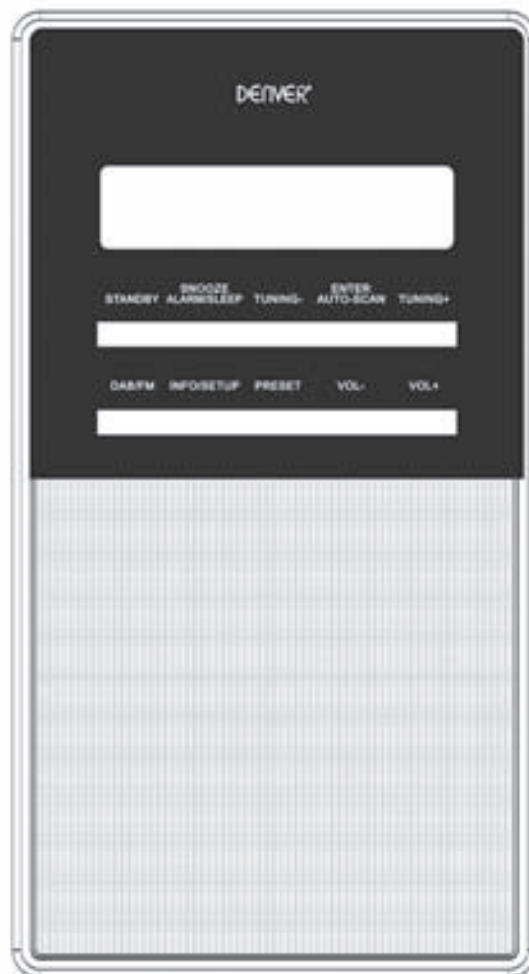 DENVER®
SNOOZE ENTER
STANDBY ALARM/SLEEP TUNING- AUTO-SCAN TUNING+
DAB/FM INFO/SETUP PRESET VOL- VOL+